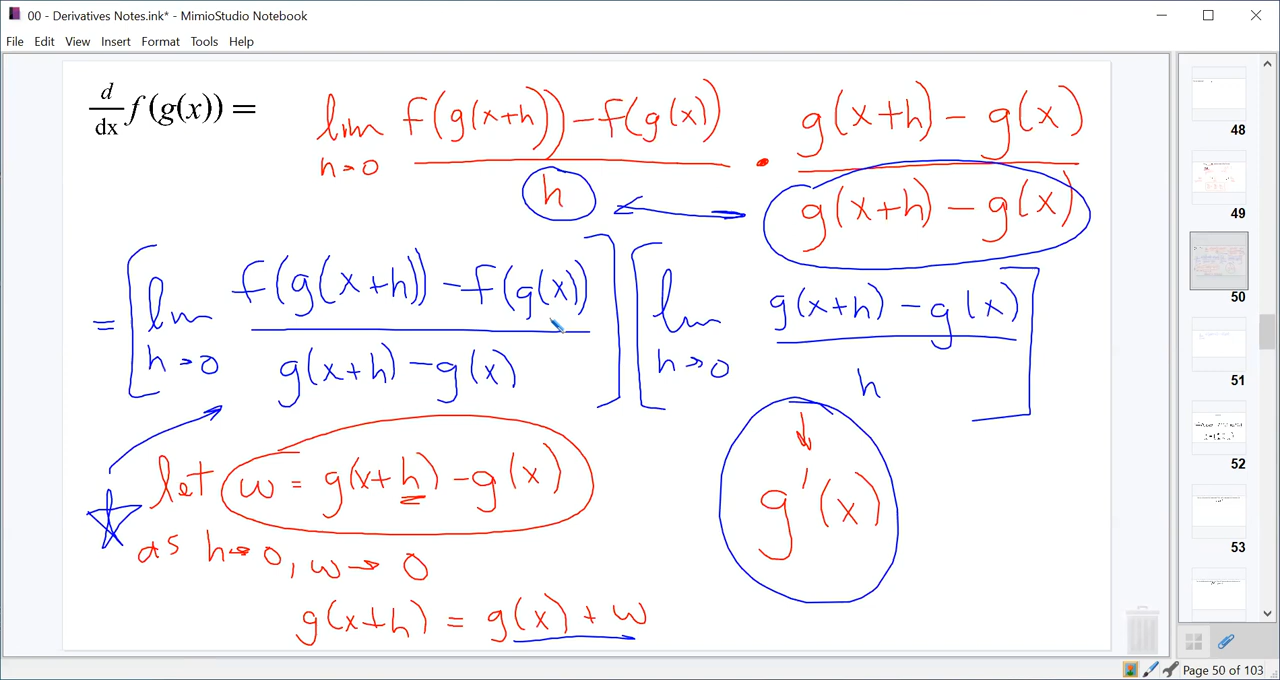 00 - Derivatives Notes.ink* - MimioStudio Notebook
File Edit View Insert Format Tools Help
d/dx f(g(x)) = lim h→0 f(g(x+h)) - f(g(x)) / h · g(x+h) - g(x) / g(x+h) - g(x)
= [lim h→0 f(g(x+h)) - f(g(x)) / g(x+h) - g(x)] [lim h→0 g(x+h) - g(x) / h]
let w = g(x+h) - g(x)
g'(x)
as h→0, w→0
g(x+h) = g(x) + w
48
49
50
51
52
53
Page 50 of 103